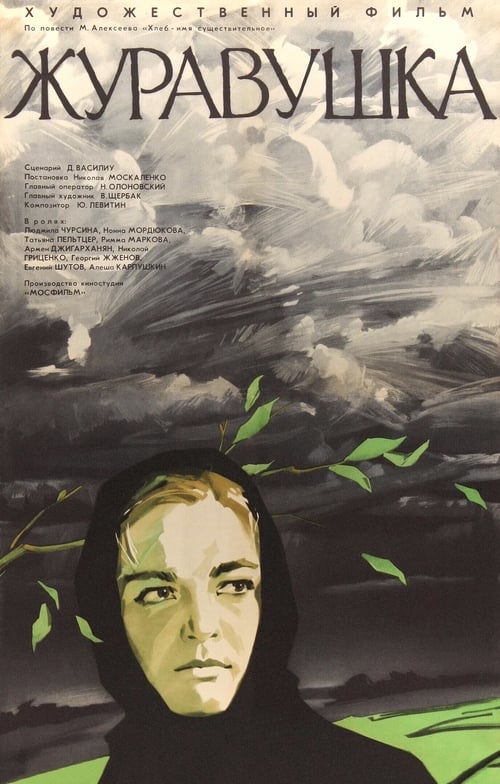 ХУДОЖЕСТВЕННЫЙ ФИЛЬМ
По повести М. Алексеева «Хлеб - имя существительное»
ЖУРАВУШКА
Сценарий Д. ВАСИЛИУ
Постановка Николая МОСКАЛЕНКО
Главный оператор Н. ОЛОНОВСКИЙ
Главный художник В. ЩЕРБАК
Композитор Ю. ЛЕВИТИН
В ролях:
Людмила ЧУРСИНА, Нонна МОРДЮКОВА,
Татьяна ПЕЛЬТЦЕР, Римма МАРКОВА,
Армен ДЖИГАРХАНЯН, Николай
ГРИЦЕНКО, Георгий ЖЖЕНОВ,
Евгений ШУТОВ, Алеша КАРПУШКИН
Производство киностудии
«МОСФИЛЬМ»